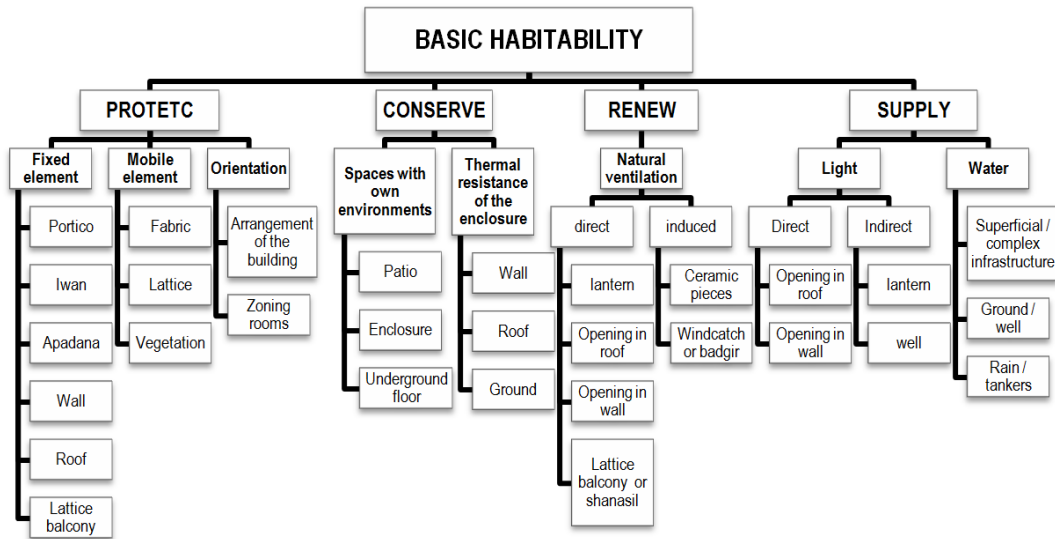 BASIC HABITABILITY
PROTETC
CONSERVE
RENEW
SUPPLY
Fixed
element
Mobile
element
Orientation
Spaces with
own
environments
Thermal
resistance
of the
enclosure
Natural
ventilation
Light
Water
Portico
Iwan
Apadana
Wall
Roof
Lattice
balcony
Fabric
Lattice
Vegetation
Arrangement
of the
building
Zoning
rooms
Patio
Enclosure
Underground
floor
Wall
Roof
Ground
direct
lantern
Opening in
roof
Opening in
wall
Lattice
balcony or
shanasil
induced
Ceramic
pieces
Windcatch
or badgir
Direct
Opening in
roof
Opening in
wall
Indirect
lantern
well
Superficial /
complex
infrastructure
Ground /
well
Rain /
tankers